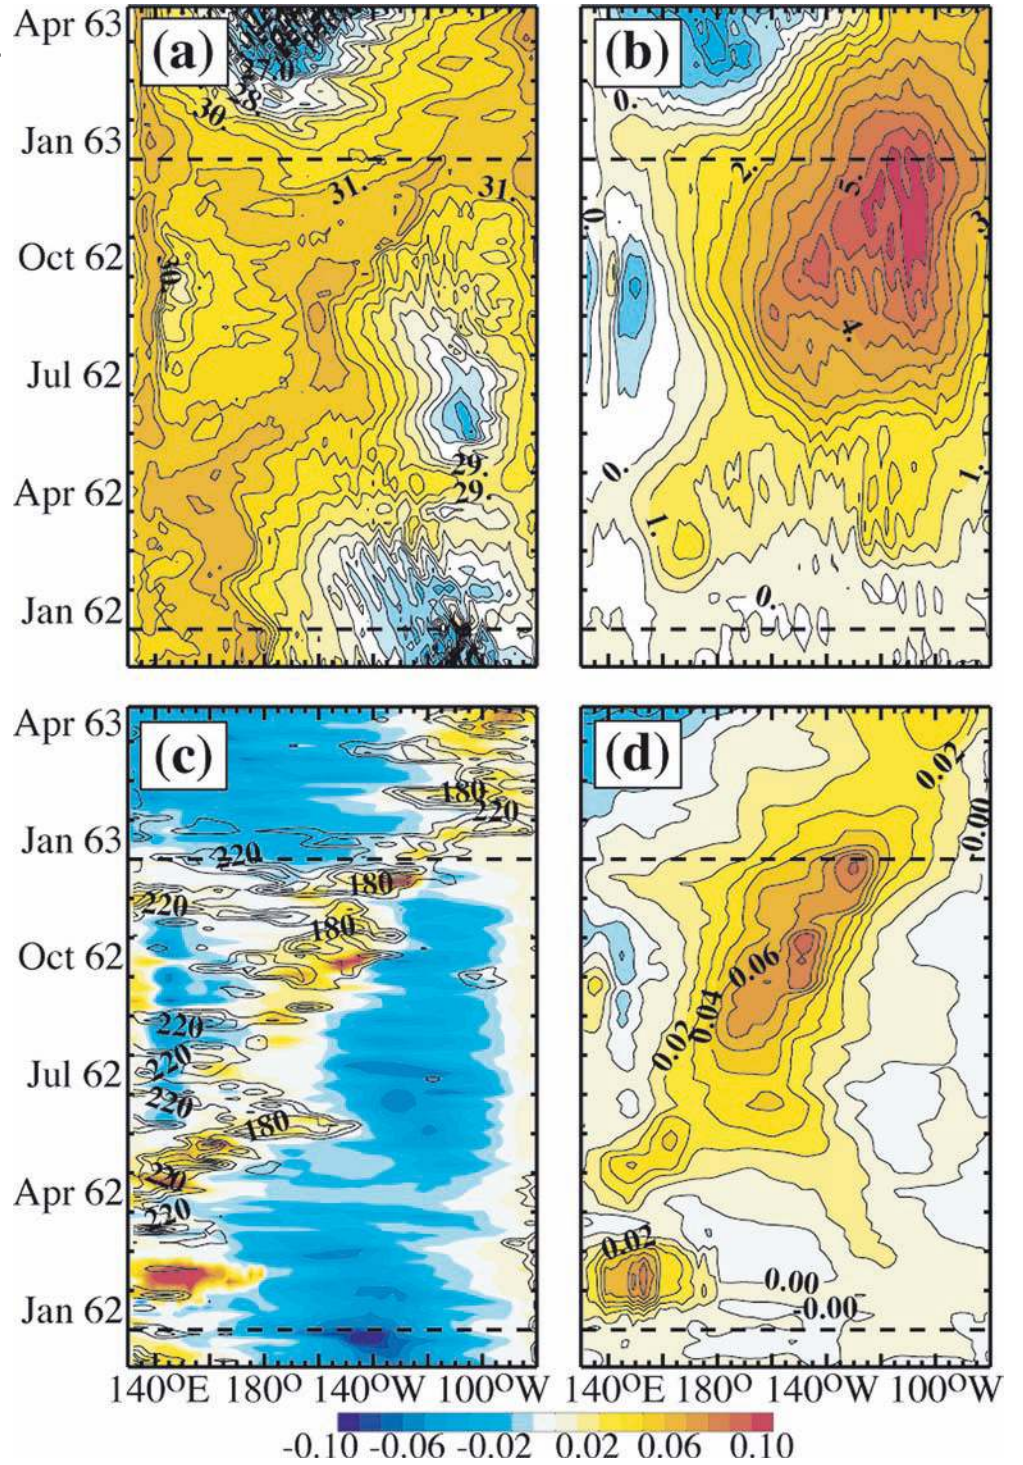 Apr 63
Jan 63
Oct 62
Jul 62
Apr 62
Jan 62
(a)
27.0
28.
30.
31.
31.
30.
29.
29.
(b)
0.
2.
5.
.0
3.
4.
0.
1.
1.
0.
Apr 63
Jan 63
Oct 62
Jul 62
Apr 62
Jan 62
(c)
180
220
220
180
220
180
220
220
220
180
220
220
(d)
0.02
0.00
0.06
0.04
0.02
0.02
0.00
-0.00
140°E 180° 140°W 100°W
140°E 180° 140°W 100°W
-0.10 -0.06 -0.02 0.02 0.06 0.10